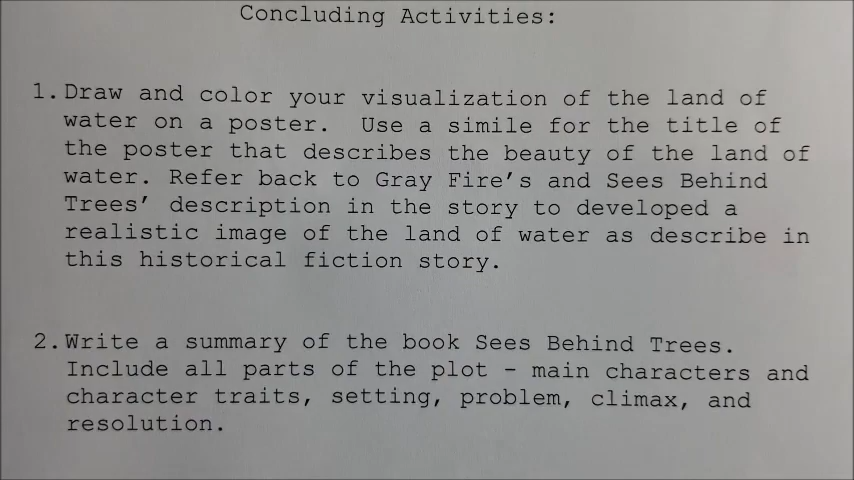 Concluding Activities:
1. Draw and color your visualization of the land of
water on a poster. Use a simile for the title of
the poster that describes the beauty of the land of
water. Refer back to Gray Fire's and Sees Behind
Trees' description in the story to developed a
realistic image of the land of water as describe in
this historical fiction story.
2. Write a summary of the book Sees Behind Trees.
Include all parts of the plot - main characters and
character traits, setting, problem, climax, and
resolution.